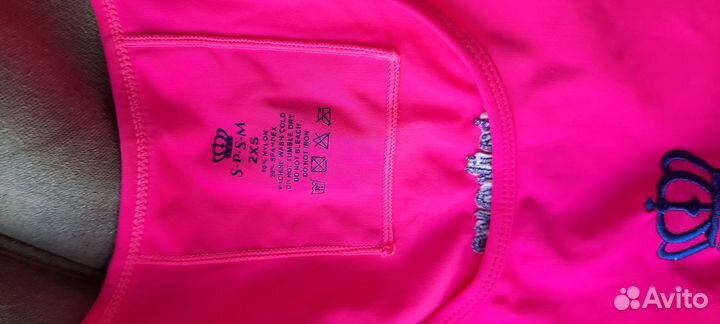 S·P·S·M
2XS
80% NYLON
20% SPANDEX
MACHINE WASH COLD
DO NOT TUMBLE DRY
DO NOT BLEACH
DO NOT IRON
Avito